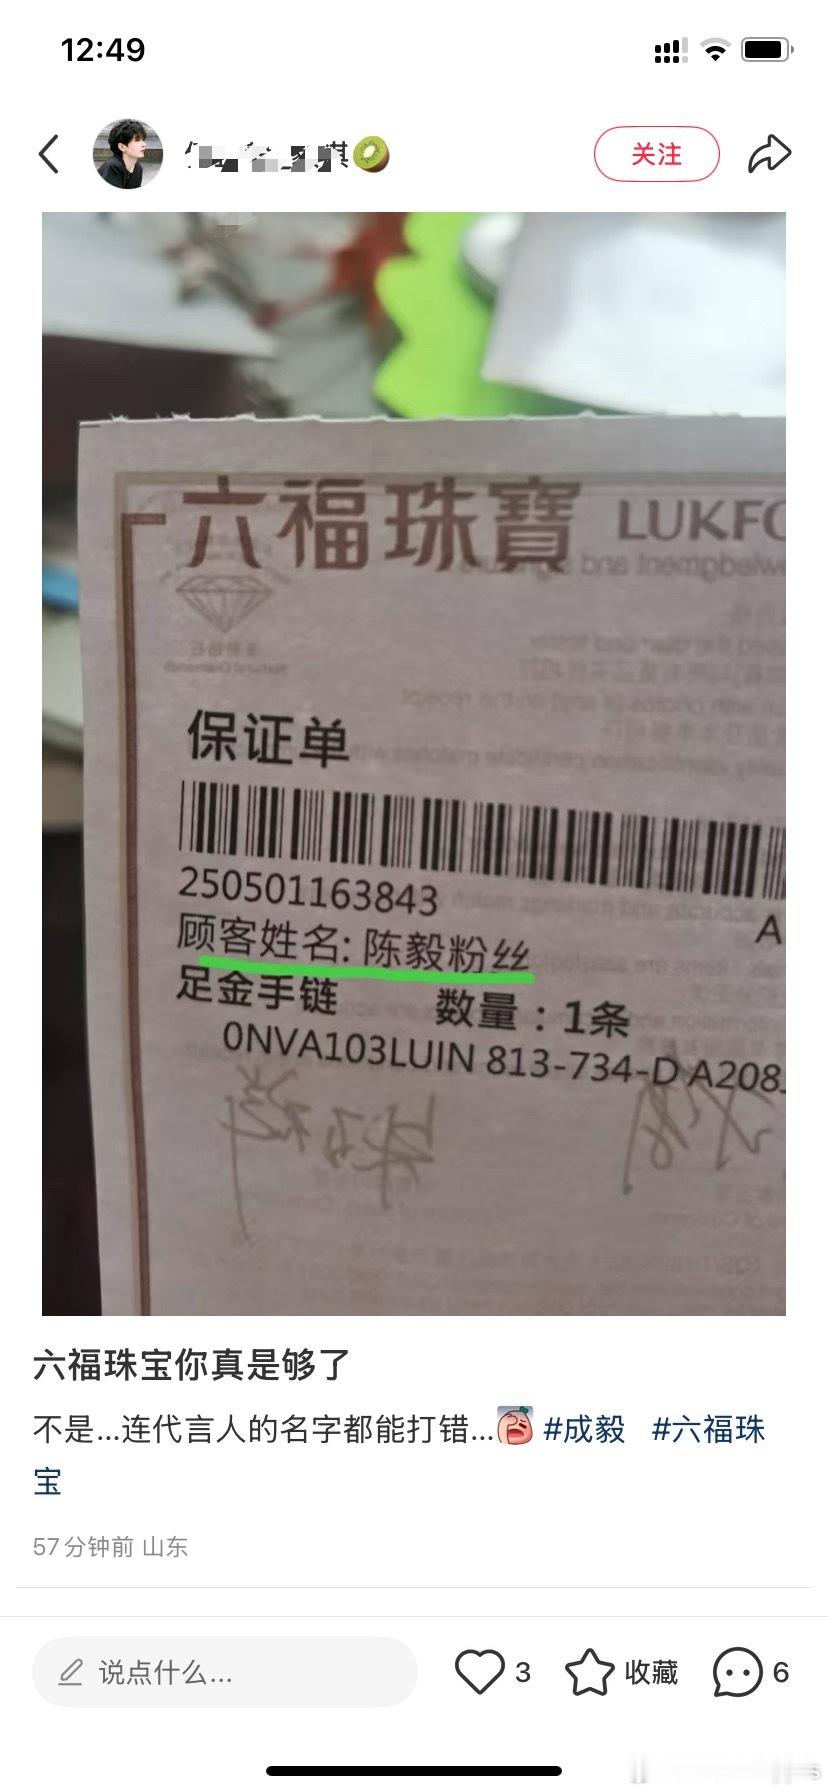 12:49
关注
六福珠寶 LUKFO
保证单
250501163843
A
顾客姓名: 陈毅粉丝
足金手链 数量：1条
0NVA103LUIN 813-734-D A208
六福珠宝你真是够了
不是...连代言人的名字都能打错... #成毅 #六福珠
宝
57分钟前 山东
说点什么... 3 收藏 6